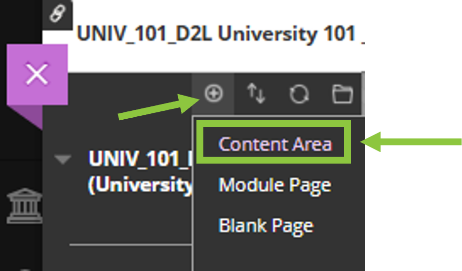 UNIV_101_D2L University 101
Content Area
UNIV_101_
(University
Module Page
Blank Page